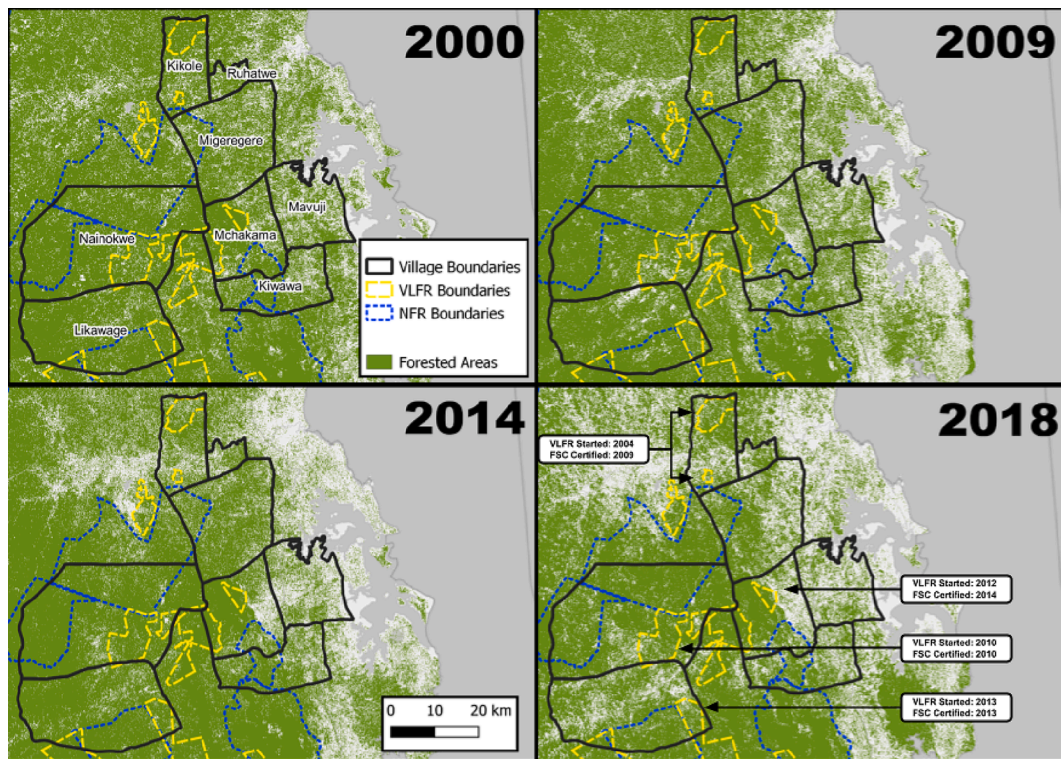 2000
Kikole
Ruhatwe
Migeregere
Mavuji
Nainokwe
Mchakama
Kiwawa
Likawage
Village Boundaries
VLFR Boundaries
NFR Boundaries
Forested Areas
2009
2014
0 10 20 km
2018
VLFR Started: 2004
FSC Certified: 2009
VLFR Started: 2012
FSC Certified: 2014
VLFR Started: 2010
FSC Certified: 2010
VLFR Started: 2013
FSC Certified: 2013